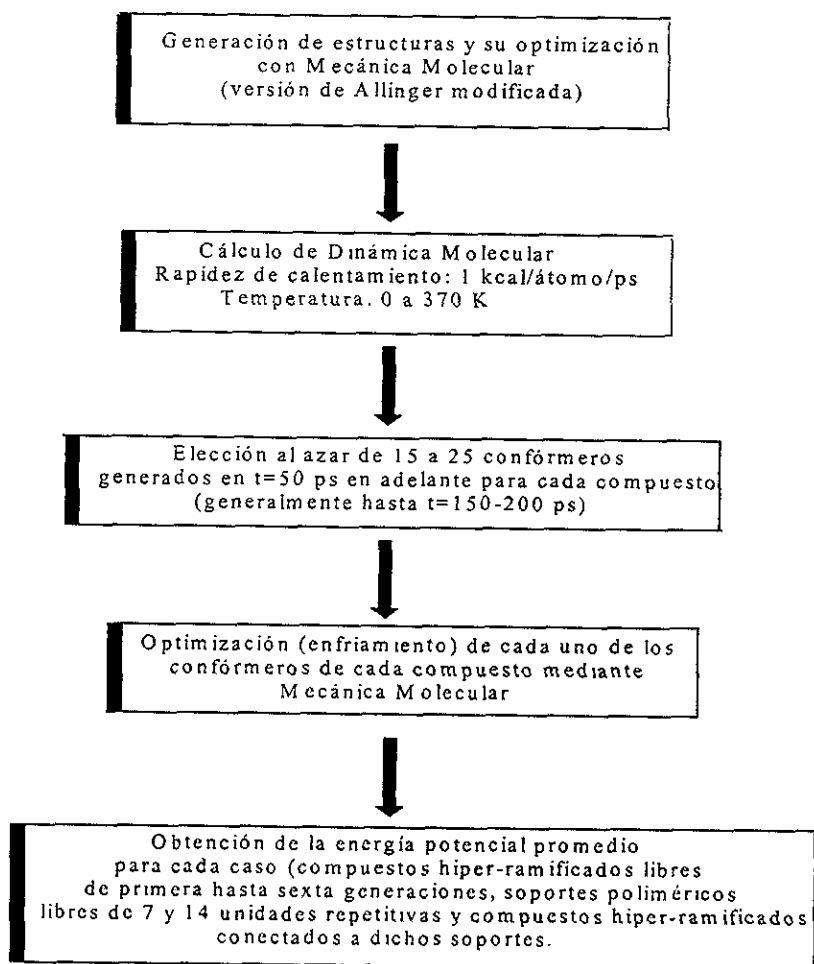 Generación de estructuras y su optimización
con Mecánica Molecular
(versión de Allinger modificada)
Cálculo de Dinámica Molecular
Rapidez de calentamiento: 1 kcal/átomo/ps
Temperatura. 0 a 370 K
Elección al azar de 15 a 25 confórmeros
generados en t=50 ps en adelante para cada compuesto
(generalmente hasta t=150-200 ps)
Optimización (enfriamiento) de cada uno de los
confórmeros de cada compuesto mediante
Mecánica Molecular
Obtención de la energía potencial promedio
para cada caso (compuestos hiper-ramificados libres
de primera hasta sexta generaciones, soportes poliméricos
libres de 7 y 14 unidades repetitivas y compuestos hiper-ramificados
conectados a dichos soportes.